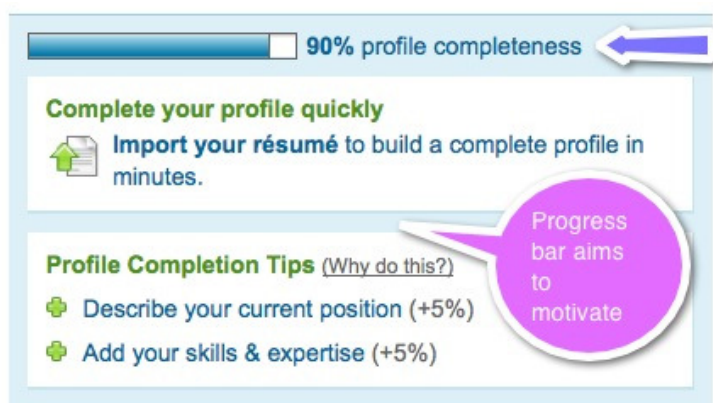 90% profile completeness
Complete your profile quickly
Import your résumé to build a complete profile in
minutes.
Profile Completion Tips (Why do this?)
Describe your current position (+5%)
Add your skills & expertise (+5%)
Progress
bar aims
to
motivate